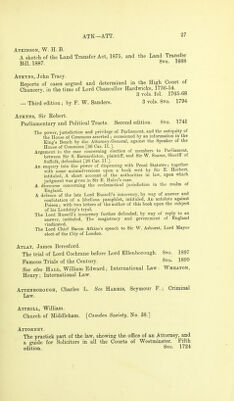 ATK—ATT. 27
ATKINSON, W. H. B.
A sketch of the Land Transfer Act, 1875, and the Land Transfer
Bill, 1887. 8vo. 1888
ATKYNS, John Tracy.
Reports of cases argued and determined in the High Court of
Chancery, in the time of Lord Chancellor Hardwicke, 1736-54.
3 vols. fol. 1765-68
— Third edition; by F. W. Sanders. 3 vols. 8vo. 1794
ATKYNS, Sir Robert.
Parliamentary and Political Tracts. Second edition. 8vo. 1741
The power, jurisdiction and privilege of Parliament, and the antiquity of
the House of Commons asserted; occasioned by an information in the
King's Bench by the Attorney-General, against the Speaker of the
House of Commons [36 Car. II.].
Argument in the case concerning election of members to Parliament,
between Sir S. Barnardiston, plaintiff, and Sir W. Soame, Sheriff of
Suffolk, defendant [26 Car. II.].
An enquiry into the power of dispensing with Penal Statutes; together
with some animadversions upon a book writ by Sir E. Herbert,
intituled, A short account of the authorities in law, upon which
judgment was given in Sir E. Hales's case.
A discourse concerning the ecclesiastical jurisdiction in the realm of
England.
A defence of the late Lord Russell's innocency, by way of answer and
confutation of a libellous pamphlet, intituled, An antidote against
Poison; with two letters of the author of this book upon the subject
of his Lordship's tryal.
The Lord Russell's innocency further defended, by way of reply to an
answer, intituled, The magistracy and government of England
vindicated.
The Lord Chief Baron Atkyn's speech to Sir W. Ashurst, Lord Mayor
elect of the City of London.
ATLAY, James Beresford.
The trial of Lord Cochrane before Lord Ellenborough. 8vo. 1897
Famous Trials of the Century. 8vo. 1899
See also HALL, William Edward, International Law WHEATON,
Henry; International Law
ATTENBOROUGH, Charles L. See HARRIS, Seymour F.; Criminal
Law.
ATTHILL, William.
Church of Middleham. [Camden Society, No. 38.]
ATTORNEY.
The practick part of the law, showing the office of an Attorney, and
a guide for Solicitors in all the Courts of Westminster. Fifth
edition. 8vo. 1724